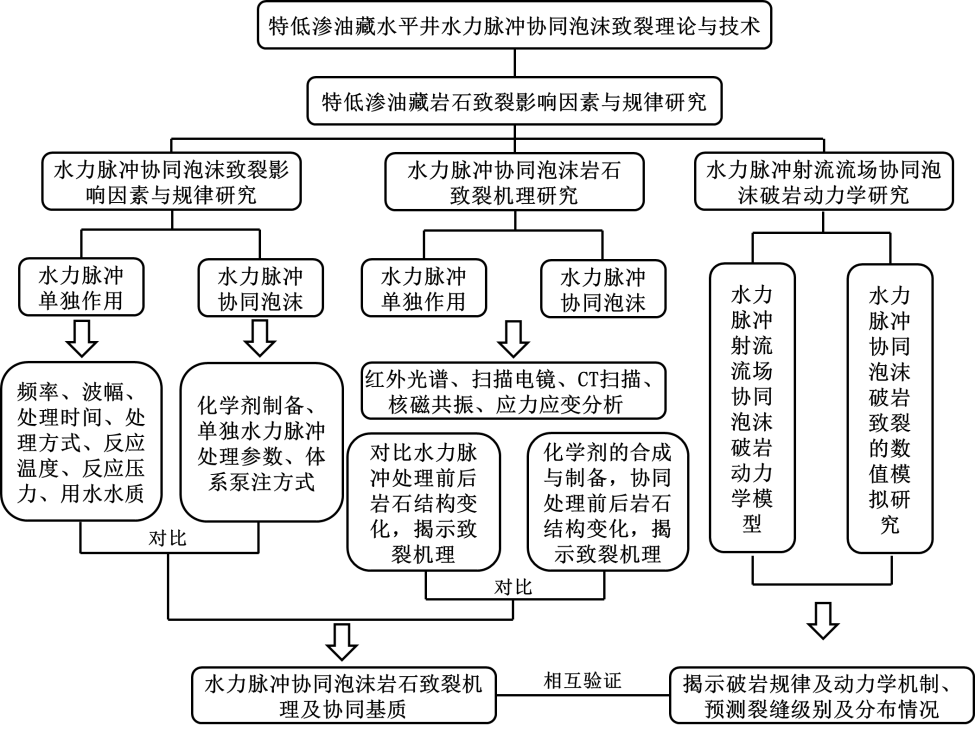 特低渗油藏水平井水力脉冲协同泡沫致裂理论与技术
特低渗油藏岩石致裂影响因素与规律研究
水力脉冲协同泡沫致裂影
响因素与规律研究
水力脉冲协同泡沫岩石
致裂机理研究
水力脉冲射流流场协同泡
沫破岩动力学研究
水力脉冲
单独作用
水力脉冲
协同泡沫
水力脉冲
单独作用
水力脉冲
协同泡沫
频率、波幅、
处理时间、处
理方式、反应
温度、反应压
力、用水水质
化学剂制备、
单独水力脉冲
处理参数、体
系泵注方式
对比
红外光谱、扫描电镜、CT扫描、
核磁共振、应力应变分析
对比水力脉
冲处理前后
岩石结构变
化，揭示致
裂机理
化学剂的合成
与制备，协同
处理前后岩石
结构变化，揭
示致裂机理
对比
水力
脉冲
射流
流场
协同
泡沫
破岩
动力
学模
型
水力
脉冲
协同
泡沫
破岩
致裂
的数
值模
拟研
究
水力脉冲协同泡沫岩石致裂机
理及协同基质
相互验证
揭示破岩规律及动力学机制、
预测裂缝级别及分布情况